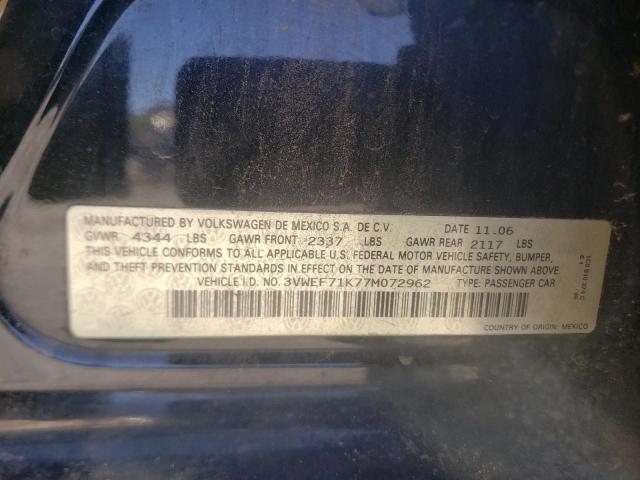 MANUFACTURED BY VOLKSWAGEN DE MEXICO S.A. DE C.V. DATE 11.06
GVWR 4344 LBS GAWR FRONT 2337 LBS GAWR REAR 2117 LBS
THIS VEHICLE CONFORMS TO ALL APPLICABLE U.S. FEDERAL MOTOR VEHICLE SAFETY, BUMPER,
AND THEFT PREVENTION STANDARDS IN EFFECT ON THE DATE OF MANUFACTURE SHOWN ABOVE.
VEHICLE I.D. NO. 3VWEF71K77M072962 TYPE: PASSENGER CAR
COUNTRY OF ORIGIN: MEXICO